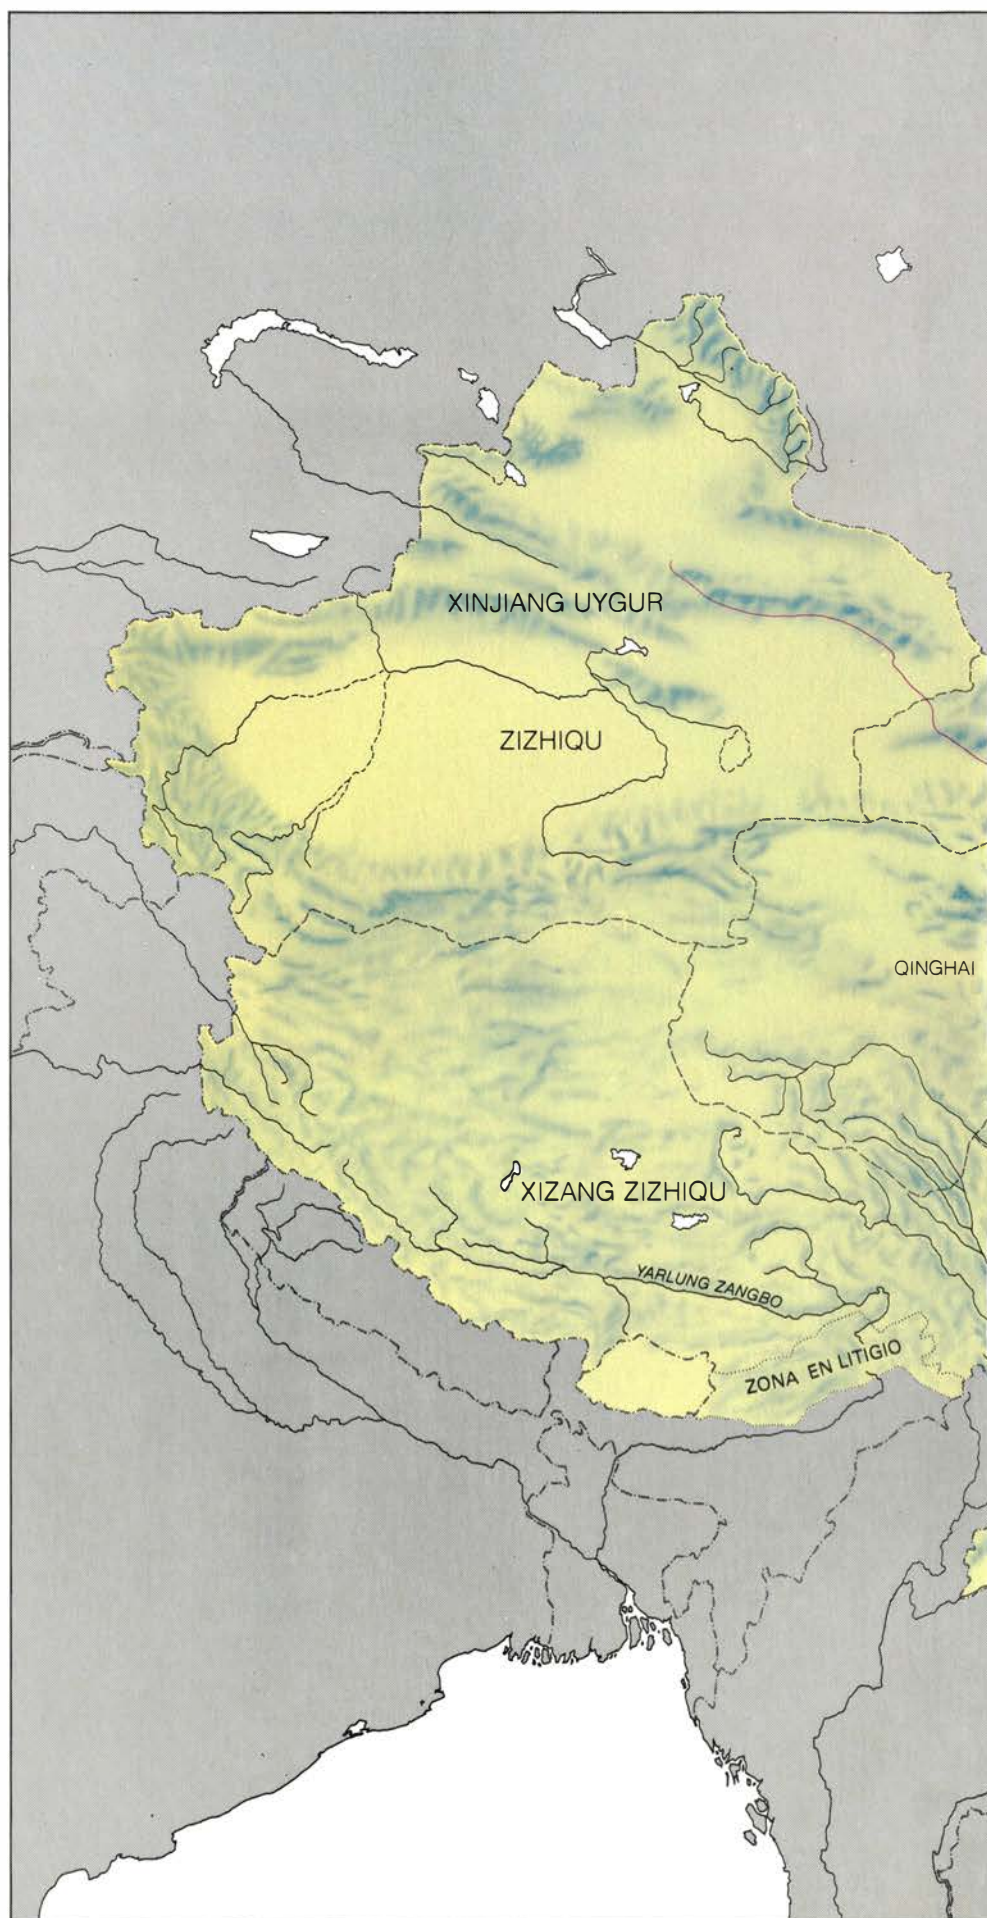 XINJIANG UYGUR
ZIZHIQU
QINGHAI
XIZANG ZIZHIQU
YARLUNG ZANGBO
ZONA EN LITIGIO